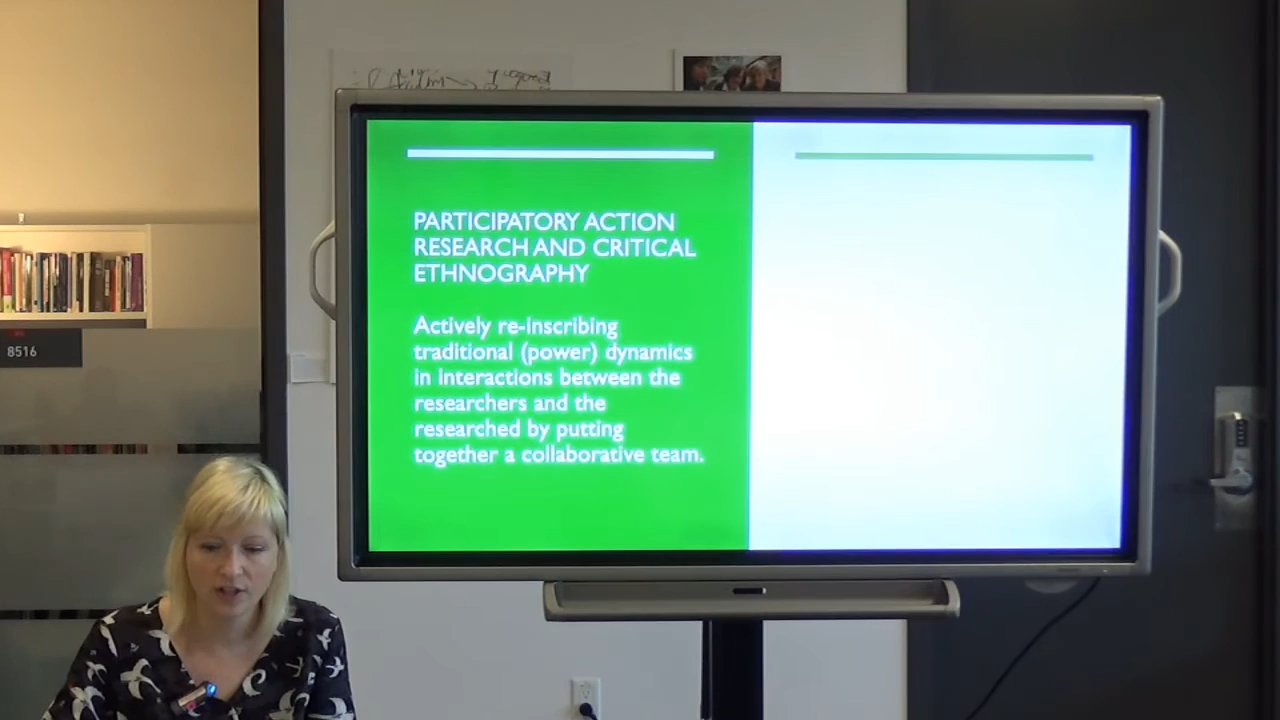 PARTICIPATORY ACTION
RESEARCH AND CRITICAL
ETHNOGRAPHY
Actively re-inscribing
traditional (power) dynamics
in interactions between the
researchers and the
researched by putting
together a collaborative team.
8516